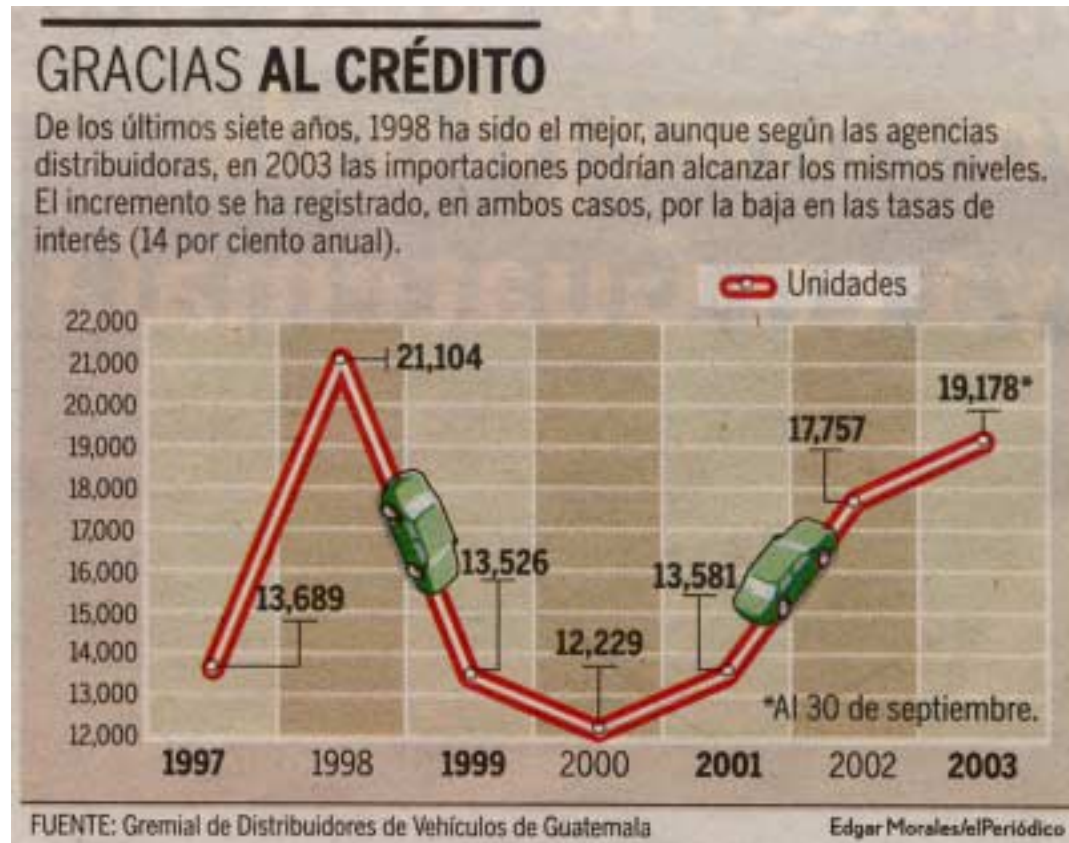 GRACIAS AL CRÉDITO
De los últimos siete años, 1998 ha sido el mejor, aunque según las agencias
distribuidoras, en 2003 las importaciones podrían alcanzar los mismos niveles.
El incremento se ha registrado, en ambos casos, por la baja en las tasas de
interés (14 por ciento anual).
Unidades
22,000
21,000
20,000
19,000
18,000
17,000
16,000
15,000
14,000
13,000
12,000
13,689
21,104
13,526
12,229
13,581
17,757
19,178*
*Al 30 de septiembre.
1997 1998 1999 2000 2001 2002 2003
FUENTE: Gremial de Distribuidores de Vehículos de Guatemala
Edgar Morales/elPeriódico